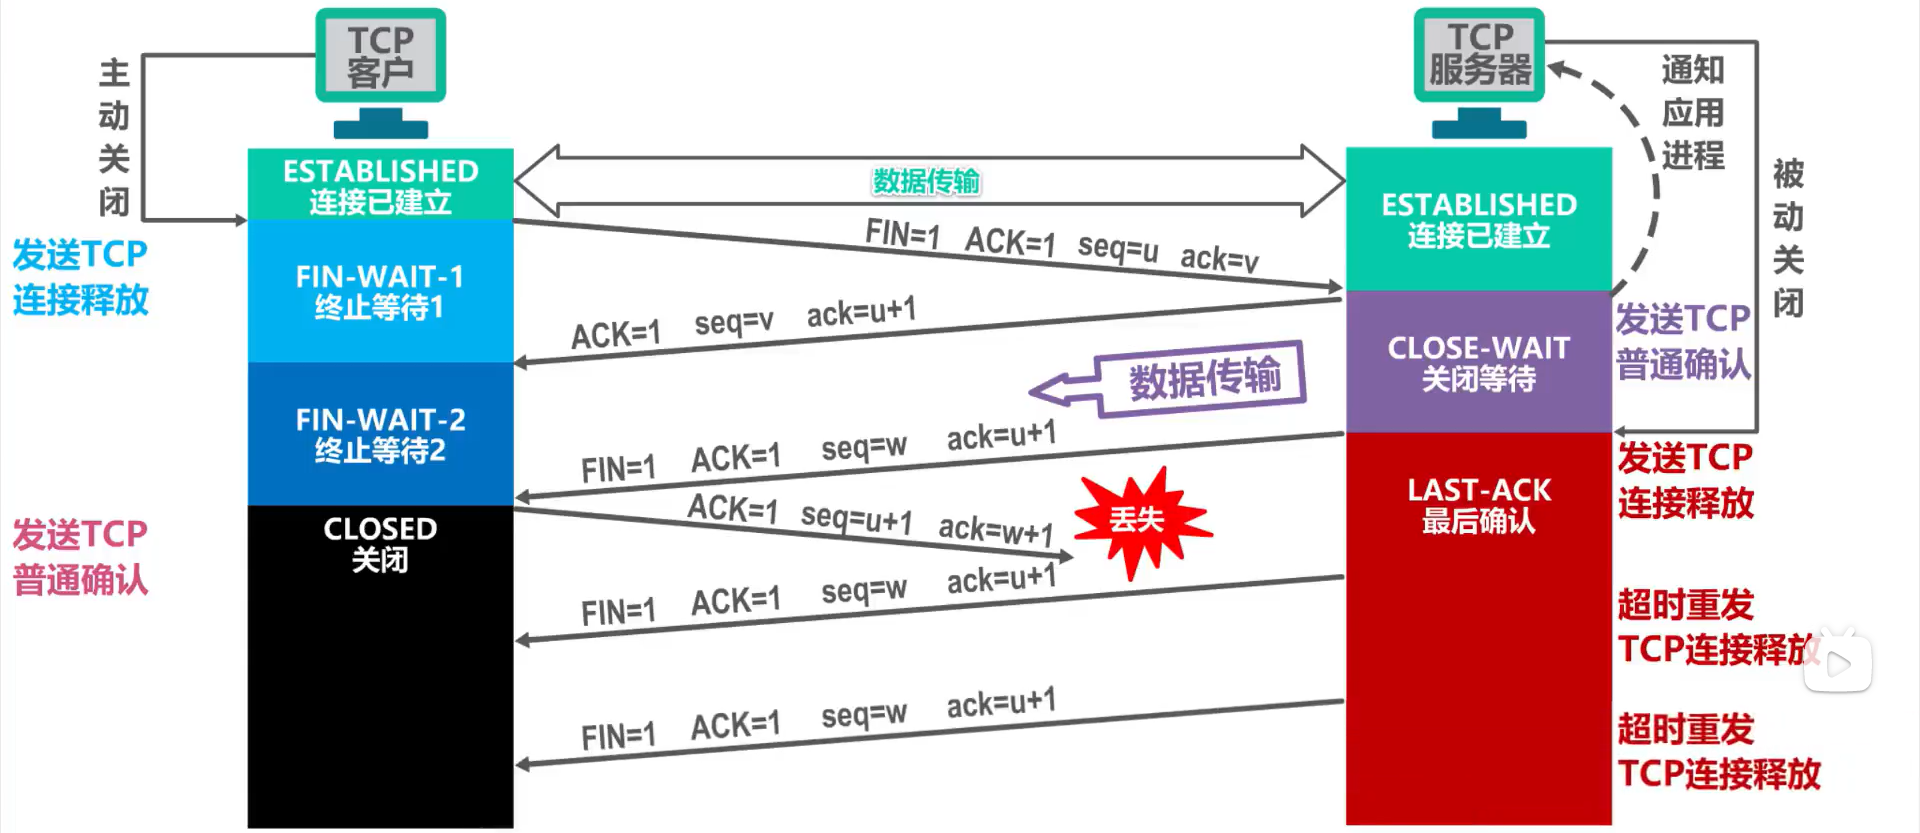 TCP
客户
TCP
服务器
主动关闭
通知
应用
进程
被动关闭
ESTABLISHED
连接已建立
数据传输
ESTABLISHED
连接已建立
FIN=1 ACK=1 seq=u ack=v
发送TCP
连接释放
FIN-WAIT-1
终止等待1
ACK=1 seq=v ack=u+1
发送TCP
普通确认
CLOSE-WAIT
关闭等待
数据传输
FIN-WAIT-2
终止等待2
FIN=1 ACK=1 seq=w ack=u+1
发送TCP
连接释放
LAST-ACK
最后确认
发送TCP
普通确认
CLOSED
关闭
ACK=1 seq=u+1 ack=w+1
丢失
FIN=1 ACK=1 seq=w ack=u+1
超时重发
TCP连接释放
FIN=1 ACK=1 seq=w ack=u+1
超时重发
TCP连接释放